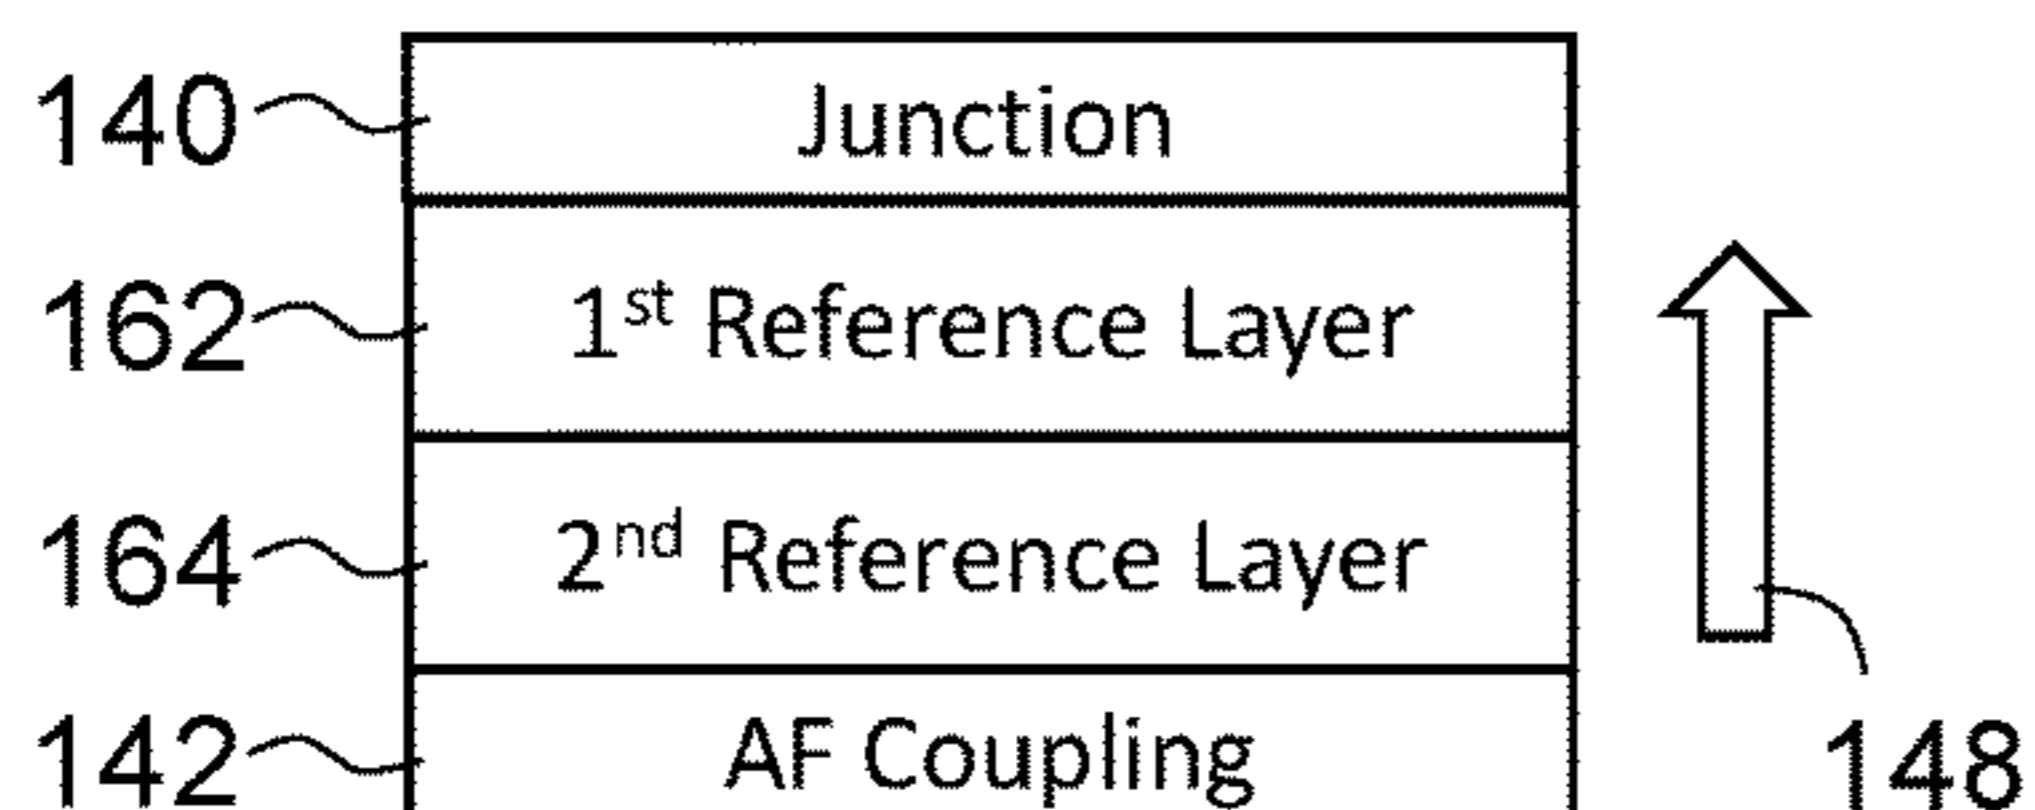 140 Junction
162 1st Reference Layer
164 2nd Reference Layer
142 AF Coupling 148